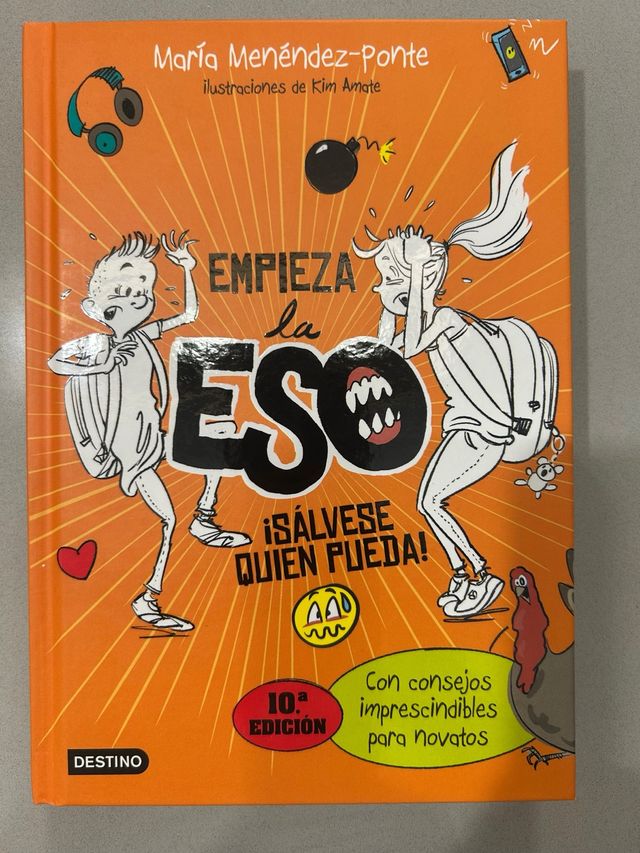 María Menéndez-Ponte
ilustraciones de Kim Amate
EMPIEZA
la
ESO
¡SÁLVESE
QUIEN PUEDA!
10.ª
EDICIÓN
Con consejos
imprescindibles
para novatos
DESTINO